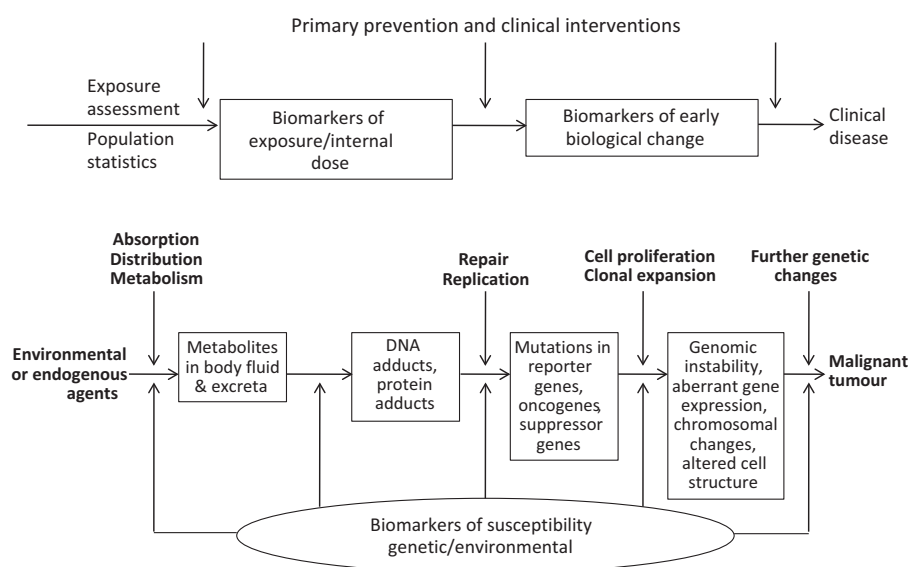 Primary prevention and clinical interventions
Exposure
assessment
Population
statistics
Biomarkers of
exposure/internal
dose
Biomarkers of early
biological change
Clinical
disease
Absorption
Distribution
Metabolism
Repair
Replication
Cell proliferation
Clonal expansion
Further genetic
changes
Environmental
or endogenous
agents
Metabolites
in body fluid
& excreta
DNA
adducts,
protein
adducts
Mutations in
reporter
genes,
oncogenes,
suppressor
genes
Genomic
instability,
aberrant gene
expression,
chromosomal
changes,
altered cell
structure
Malignant
tumour
Biomarkers of susceptibility
genetic/environmental